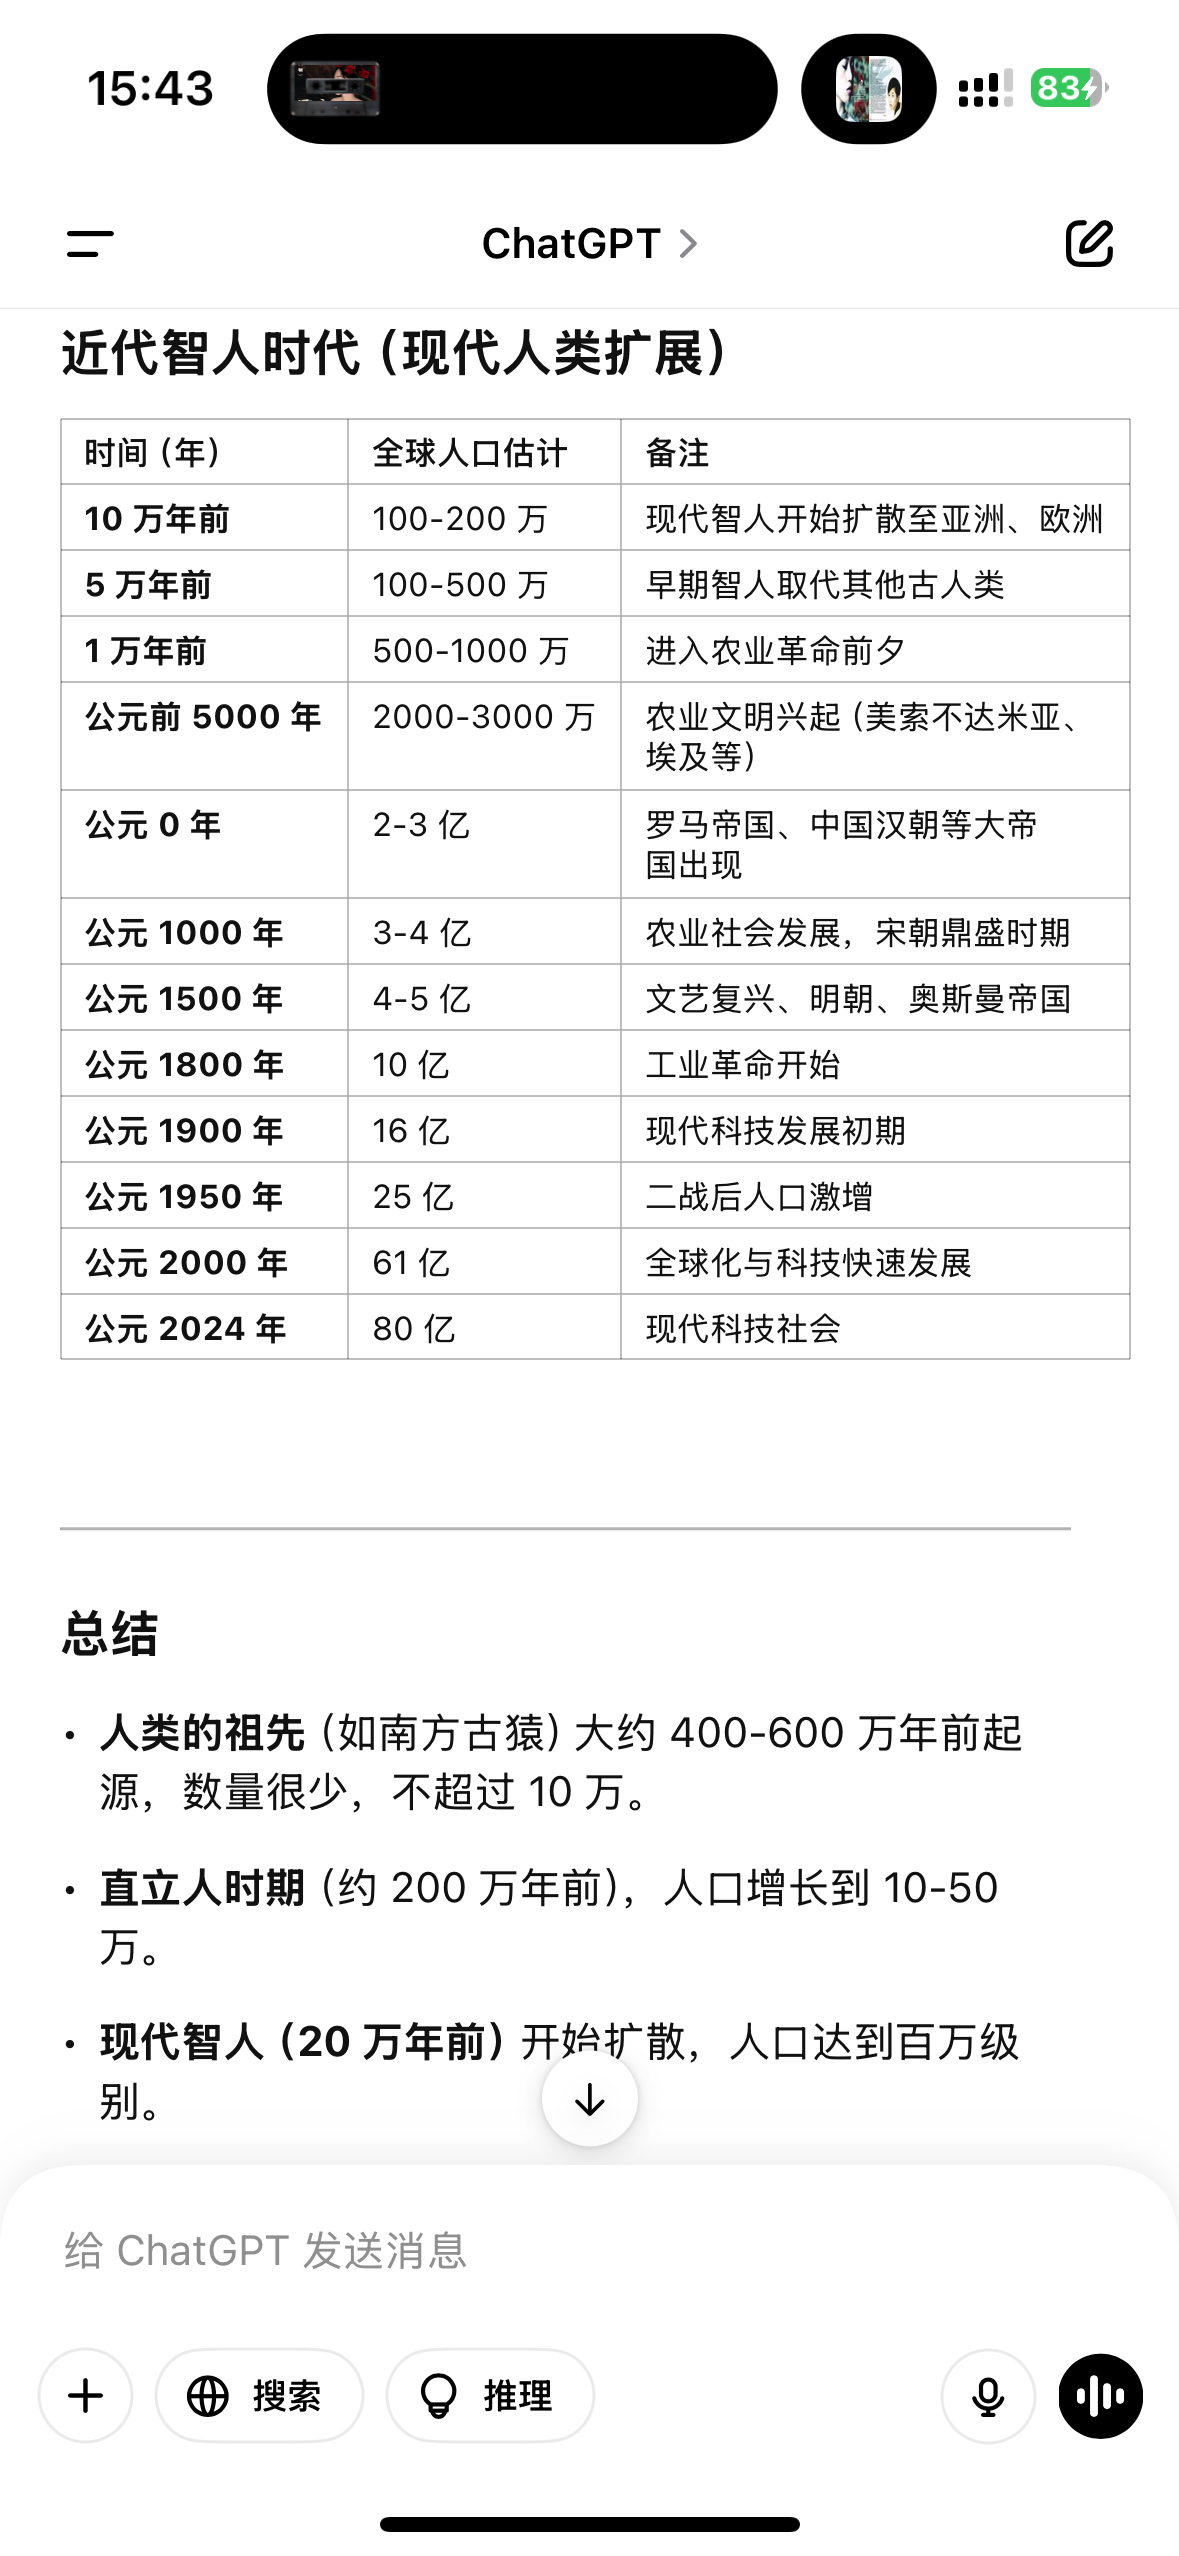 15:43
83
ChatGPT
近代智人时代（现代人类扩展）
时间（年） 全球人口估计 备注
10 万年前 100-200 万 现代智人开始扩散至亚洲、欧洲
5 万年前 100-500 万 早期智人取代其他古人类
1 万年前 500-1000 万 进入农业革命前夕
公元前 5000 年 2000-3000 万 农业文明兴起（美索不达米亚、
埃及等）
公元 0 年 2-3 亿 罗马帝国、中国汉朝等大帝
国出现
公元 1000 年 3-4 亿 农业社会发展，宋朝鼎盛时期
公元 1500 年 4-5 亿 文艺复兴、明朝、奥斯曼帝国
公元 1800 年 10 亿 工业革命开始
公元 1900 年 16 亿 现代科技发展初期
公元 1950 年 25 亿 二战后人口激增
公元 2000 年 61 亿 全球化与科技快速发展
公元 2024 年 80 亿 现代科技社会
总结
• 人类的祖先（如南方古猿）大约 400-600 万年前起
源，数量很少，不超过 10 万。
• 直立人时期（约 200 万年前），人口增长到 10-50
万。
• 现代智人（20 万年前）开始扩散，人口达到百万级
别。
给 ChatGPT 发送消息
搜索
推理